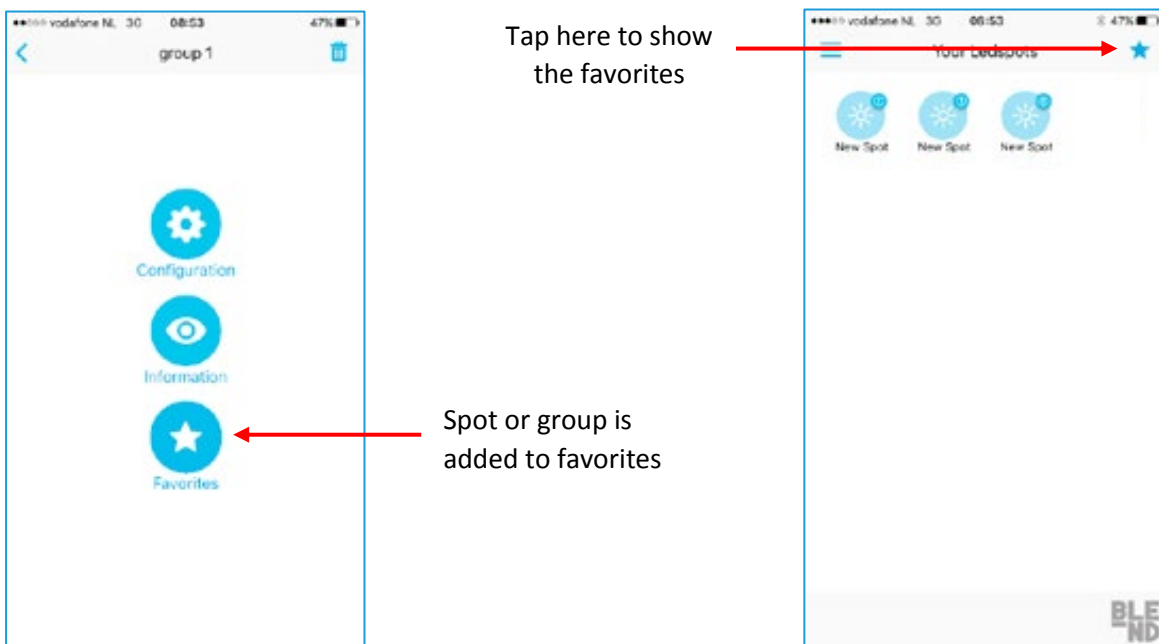 vodafone NL 3G 08:53 47%
group 1
Configuration
Information
Favorites
Tap here to show
the favorites
Spot or group is
added to favorites
vodafone NL 3G 08:53 47%
Your Ledspots
New Spot New Spot New Spot
BLE
ND